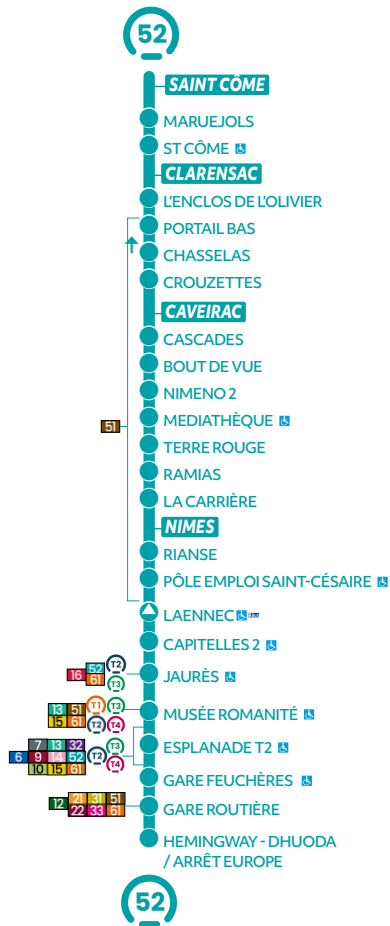 52
SAINT CÔME
MARUEJOLS
ST CÔME
CLARENSAC
L'ENCLOS DE L'OLIVIER
PORTAIL BAS
CHASSELAS
CROUZETTES
CAVEIRAC
CASCADES
BOUT DE VUE
NIMENO 2
51
MEDIATHÈQUE
TERRE ROUGE
RAMIAS
LA CARRIÈRE
NIMES
RIANSE
PÔLE EMPLOI SAINT-CÉSAIRE
LAENNEC
CAPITELLES 2
16 52 61 T2 T3
JAURÈS
13 51 T1 T3
15 61 T2 T4
MUSÉE ROMANITÉ
7 13 32
6 9 14 52 T2 T3 T4
10 15 61
ESPLANADE T2
GARE FEUCHÈRES
12 21 31 51
22 33 61
GARE ROUTIÈRE
HEMINGWAY - DHUODA
/ ARRÊT EUROPE
52